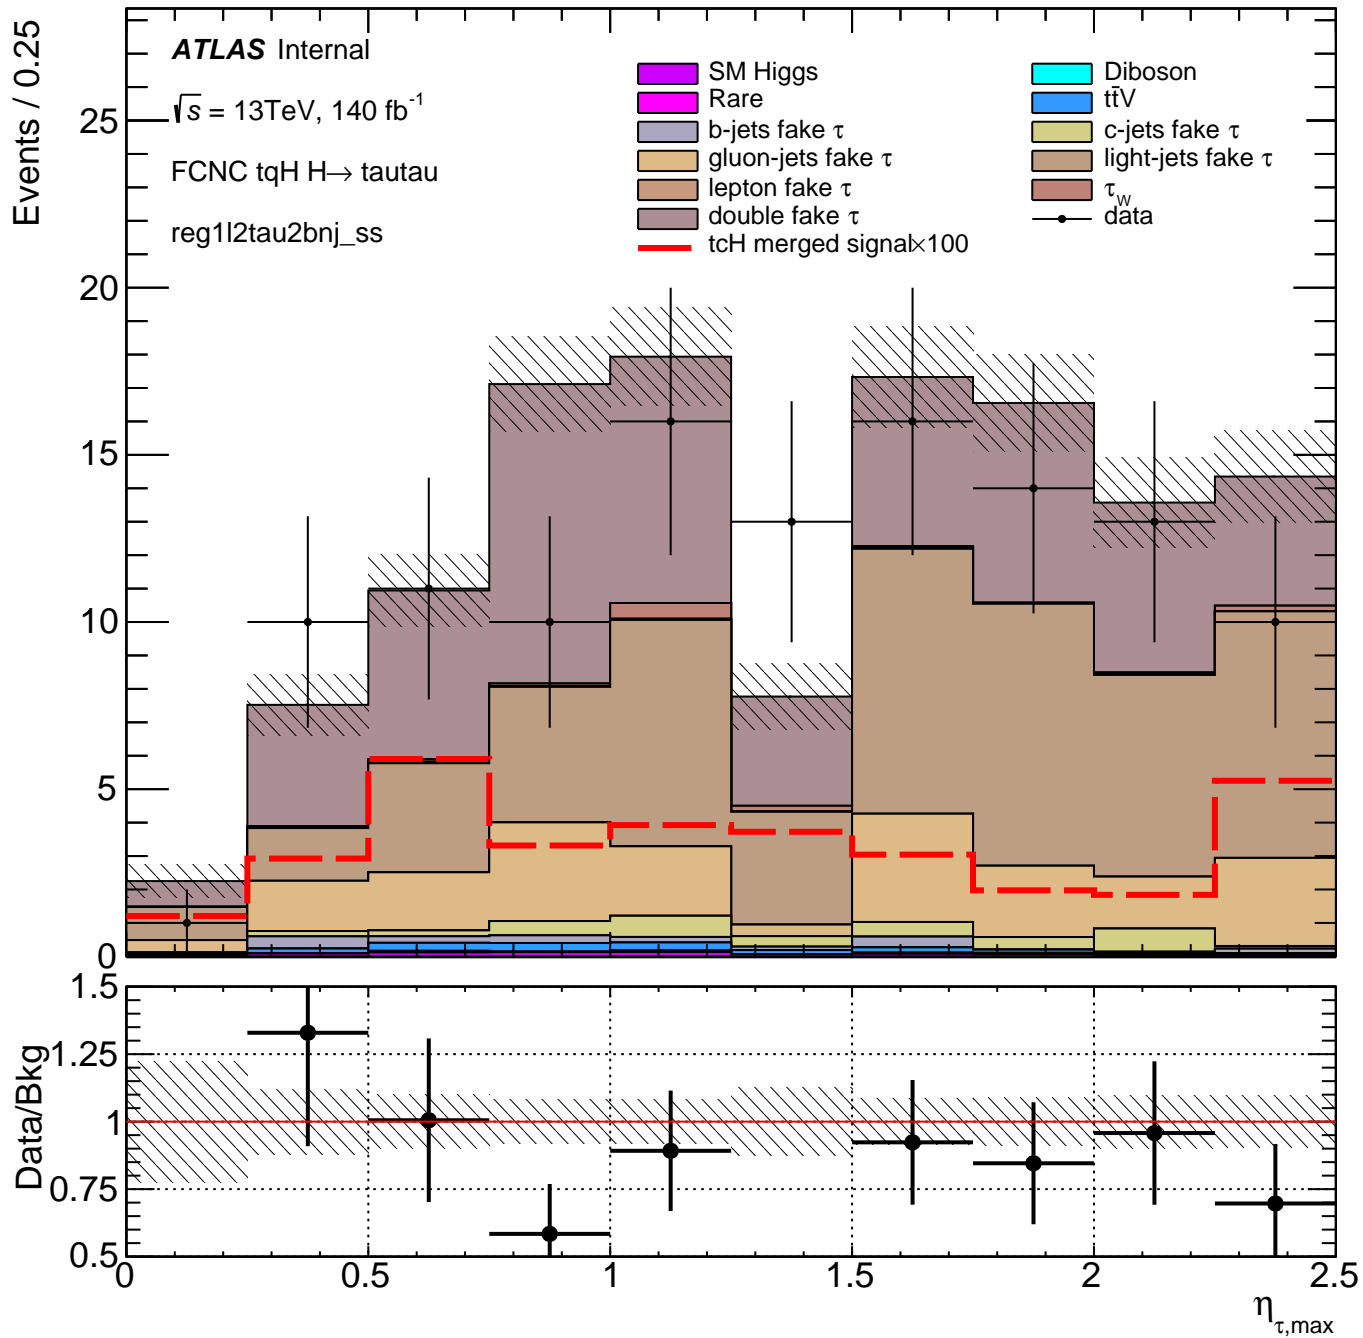 Events / 0.25
ATLAS Internal
√s = 13TeV, 140 fb⁻¹
FCNC tqH H→ tautau
reg1l2tau2bnj_ss
SM Higgs
Rare
b-jets fake τ
gluon-jets fake τ
lepton fake τ
double fake τ
tcH merged signal×100
Diboson
tt̄V
c-jets fake τ
light-jets fake τ
τ_W
data
25
20
15
10
5
0
Data/Bkg
1.5
1.25
1
0.75
0.5
0 0.5 1 1.5 2 2.5
η_τ,max